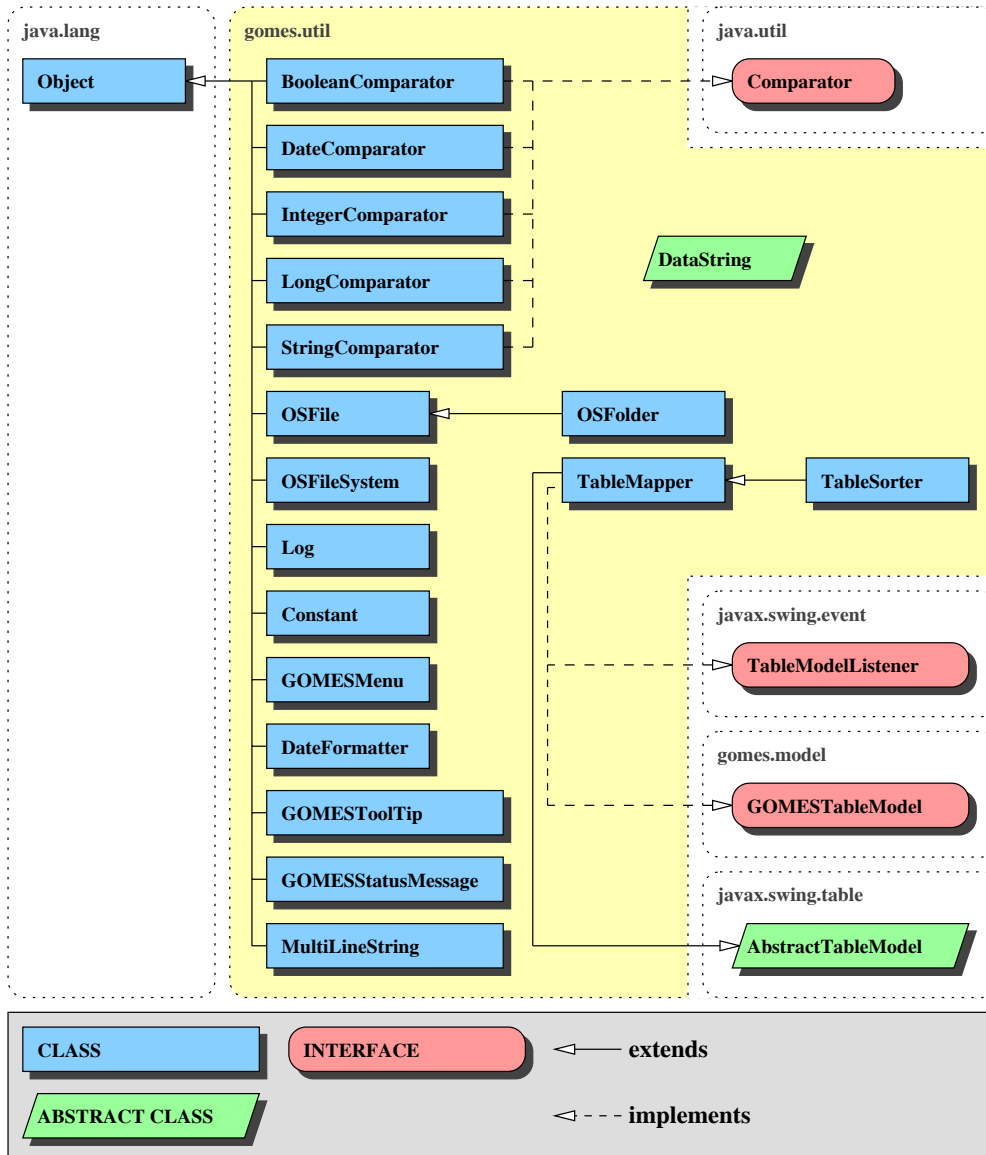 java.lang
gomes.util
java.util
Object
BooleanComparator
Comparator
DateComparator
IntegerComparator
DataString
LongComparator
StringComparator
OSFile
OSFolder
OSFileSystem
TableMapper
TableSorter
Log
Constant
javax.swing.event
GOMESMenu
TableModelListener
DateFormatter
gomes.model
GOMESToolTip
GOMESTableModel
GOMESStatusMessage
javax.swing.table
MultiLineString
AbstractTableModel
CLASS
INTERFACE
extends
ABSTRACT CLASS
implements